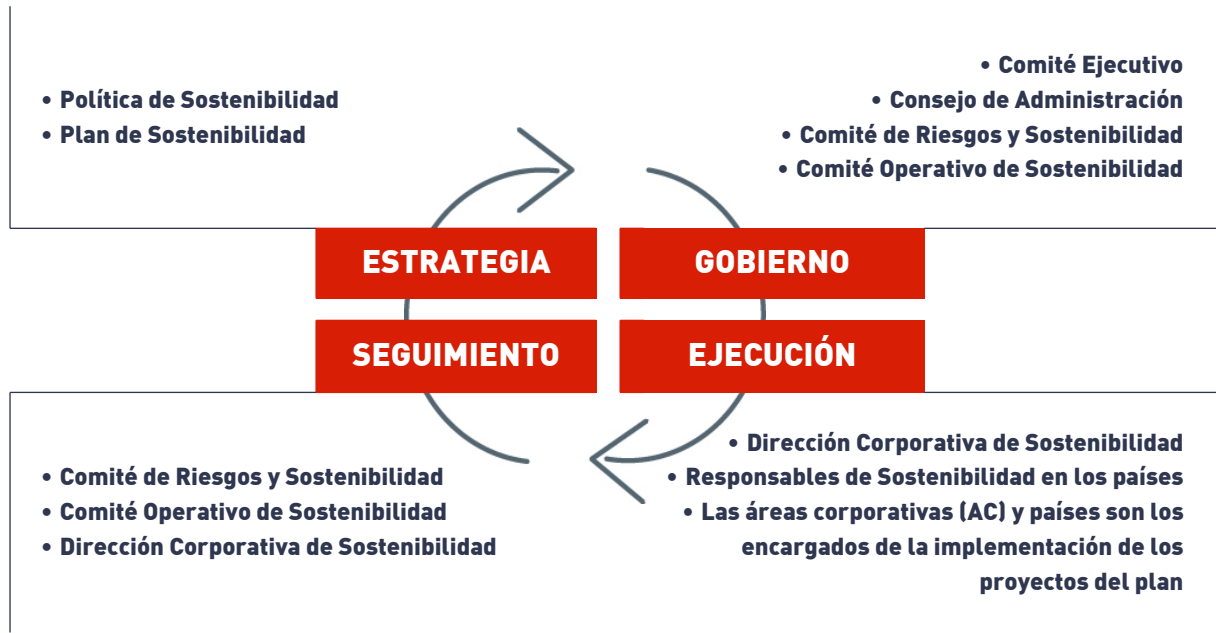 • Política de Sostenibilidad
• Plan de Sostenibilidad
• Comité Ejecutivo
• Consejo de Administración
• Comité de Riesgos y Sostenibilidad
• Comité Operativo de Sostenibilidad
ESTRATEGIA
GOBIERNO
SEGUIMIENTO
EJECUCIÓN
• Comité de Riesgos y Sostenibilidad
• Comité Operativo de Sostenibilidad
• Dirección Corporativa de Sostenibilidad
• Dirección Corporativa de Sostenibilidad
• Responsables de Sostenibilidad en los países
• Las áreas corporativas (AC) y países son los
encargados de la implementación de los
proyectos del plan